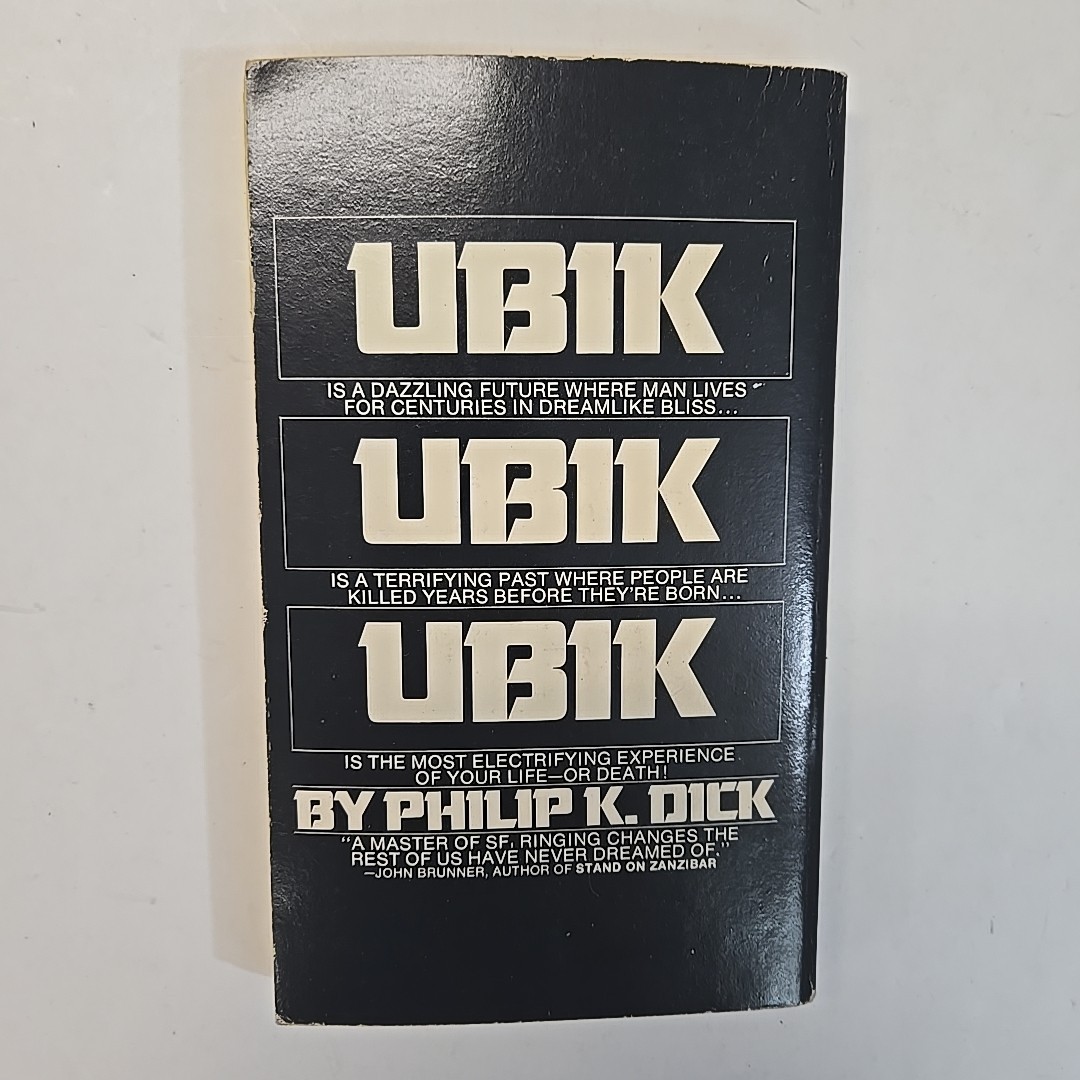 UBIK
IS A DAZZLING FUTURE WHERE MAN LIVES
FOR CENTURIES IN DREAMLIKE BLISS...
UBIK
IS A TERRIFYING PAST WHERE PEOPLE ARE
KILLED YEARS BEFORE THEY'RE BORN...
UBIK
IS THE MOST ELECTRIFYING EXPERIENCE
OF YOUR LIFE—OR DEATH!
BY PHILIP K. DICK
“A MASTER OF SF, RINGING CHANGES THE
REST OF US HAVE NEVER DREAMED OF.”
—JOHN BRUNNER, AUTHOR OF STAND ON ZANZIBAR